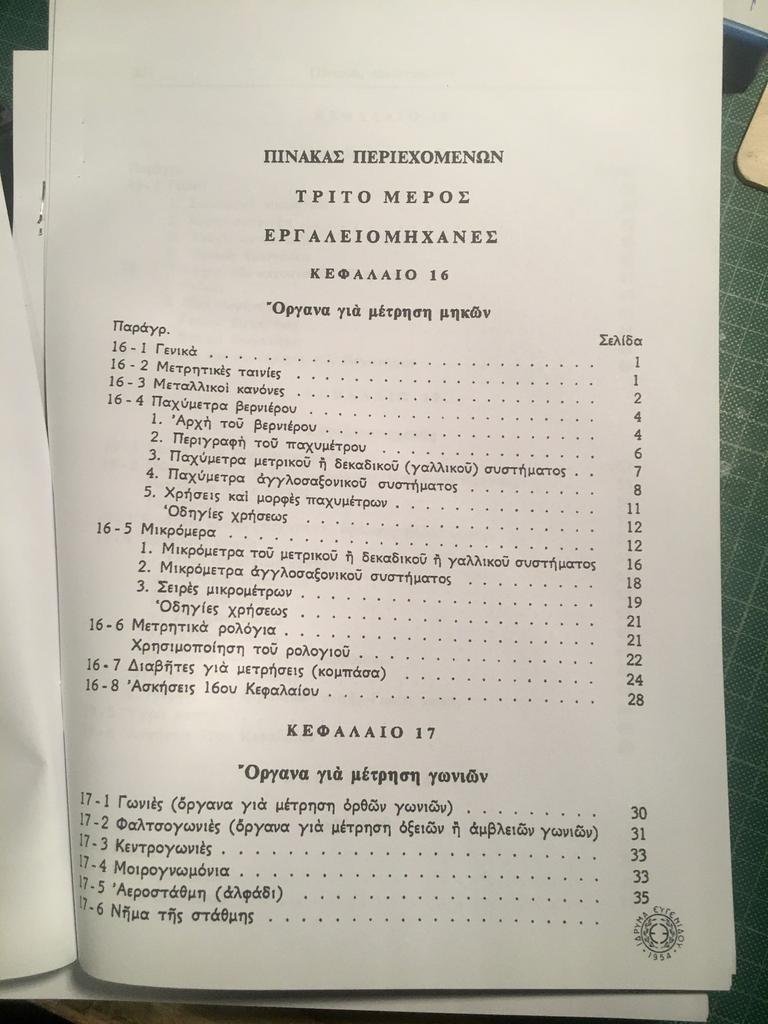 ΠΙΝΑΚΑΣ ΠΕΡΙΕΧΟΜΕΝΩΝ
ΤΡΙΤΟ ΜΕΡΟΣ
ΕΡΓΑΛΕΙΟΜΗΧΑΝΕΣ
ΚΕΦΑΛΑΙΟ 16
Ὄργανα γιὰ μέτρηση μηκῶν
Παράγρ. Σελίδα
16-1 Γενικὰ . . . . . . . . . . 1
16-2 Μετρητικὲς ταινίες . . . . . . . . . . 1
16-3 Μεταλλικοὶ κανόνες . . . . . . . . . . 2
16-4 Παχύμετρα βερνιέρου . . . . . . . . . . 4
1. Ἀρχὴ τοῦ βερνιέρου . . . . . . . . . . 4
2. Περιγραφὴ τοῦ παχυμέτρου . . . . . . . . . . 6
3. Παχύμετρα μετρικοῦ ἢ δεκαδικοῦ (γαλλικοῦ) συστήματος . . 7
4. Παχύμετρα ἀγγλοσαξονικοῦ συστήματος . . . . . . . . 8
5. Χρήσεις καὶ μορφὲς παχυμέτρων . . . . . . . . . . 11
Ὁδηγίες χρήσεως . . . . . . . . . . 12
16-5 Μικρόμερα . . . . . . . . . . 12
1. Μικρόμετρα τοῦ μετρικοῦ ἢ δεκαδικοῦ ἢ γαλλικοῦ συστήματος 16
2. Μικρόμετρα ἀγγλοσαξονικοῦ συστήματος . . . . . . . . 18
3. Σειρὲς μικρομέτρων . . . . . . . . . . 19
Ὁδηγίες χρήσεως . . . . . . . . . . 21
16-6 Μετρητικὰ ρολόγια . . . . . . . . . . 21
Χρησιμοποίηση τοῦ ρολογιοῦ . . . . . . . . . . 22
16-7 Διαβῆτες γιὰ μετρήσεις (κομπάσα) . . . . . . . . . . 24
16-8 Ἀσκήσεις 16ου Κεφαλαίου . . . . . . . . . . 28
ΚΕΦΑΛΑΙΟ 17
Ὄργανα γιὰ μέτρηση γωνιῶν
17-1 Γωνιὲς (ὄργανα γιὰ μέτρηση ὀρθῶν γωνιῶν) . . . . . . . . 30
17-2 Φαλτσογωνιὲς (ὄργανα γιὰ μέτρηση ὀξειῶν ἢ ἀμβλειῶν γωνιῶν) 31
17-3 Κεντρογωνιὲς . . . . . . . . . . 33
17-4 Μοιρογνωμόνια . . . . . . . . . . 33
17-5 Ἀεροστάθμη (ἀλφάδι) . . . . . . . . . . 35
17-6 Νῆμα τῆς στάθμης . . . . . . . . . .
ΙΔΡΥΜΑ ΕΥΓΕΝΙΔΟΥ
1954